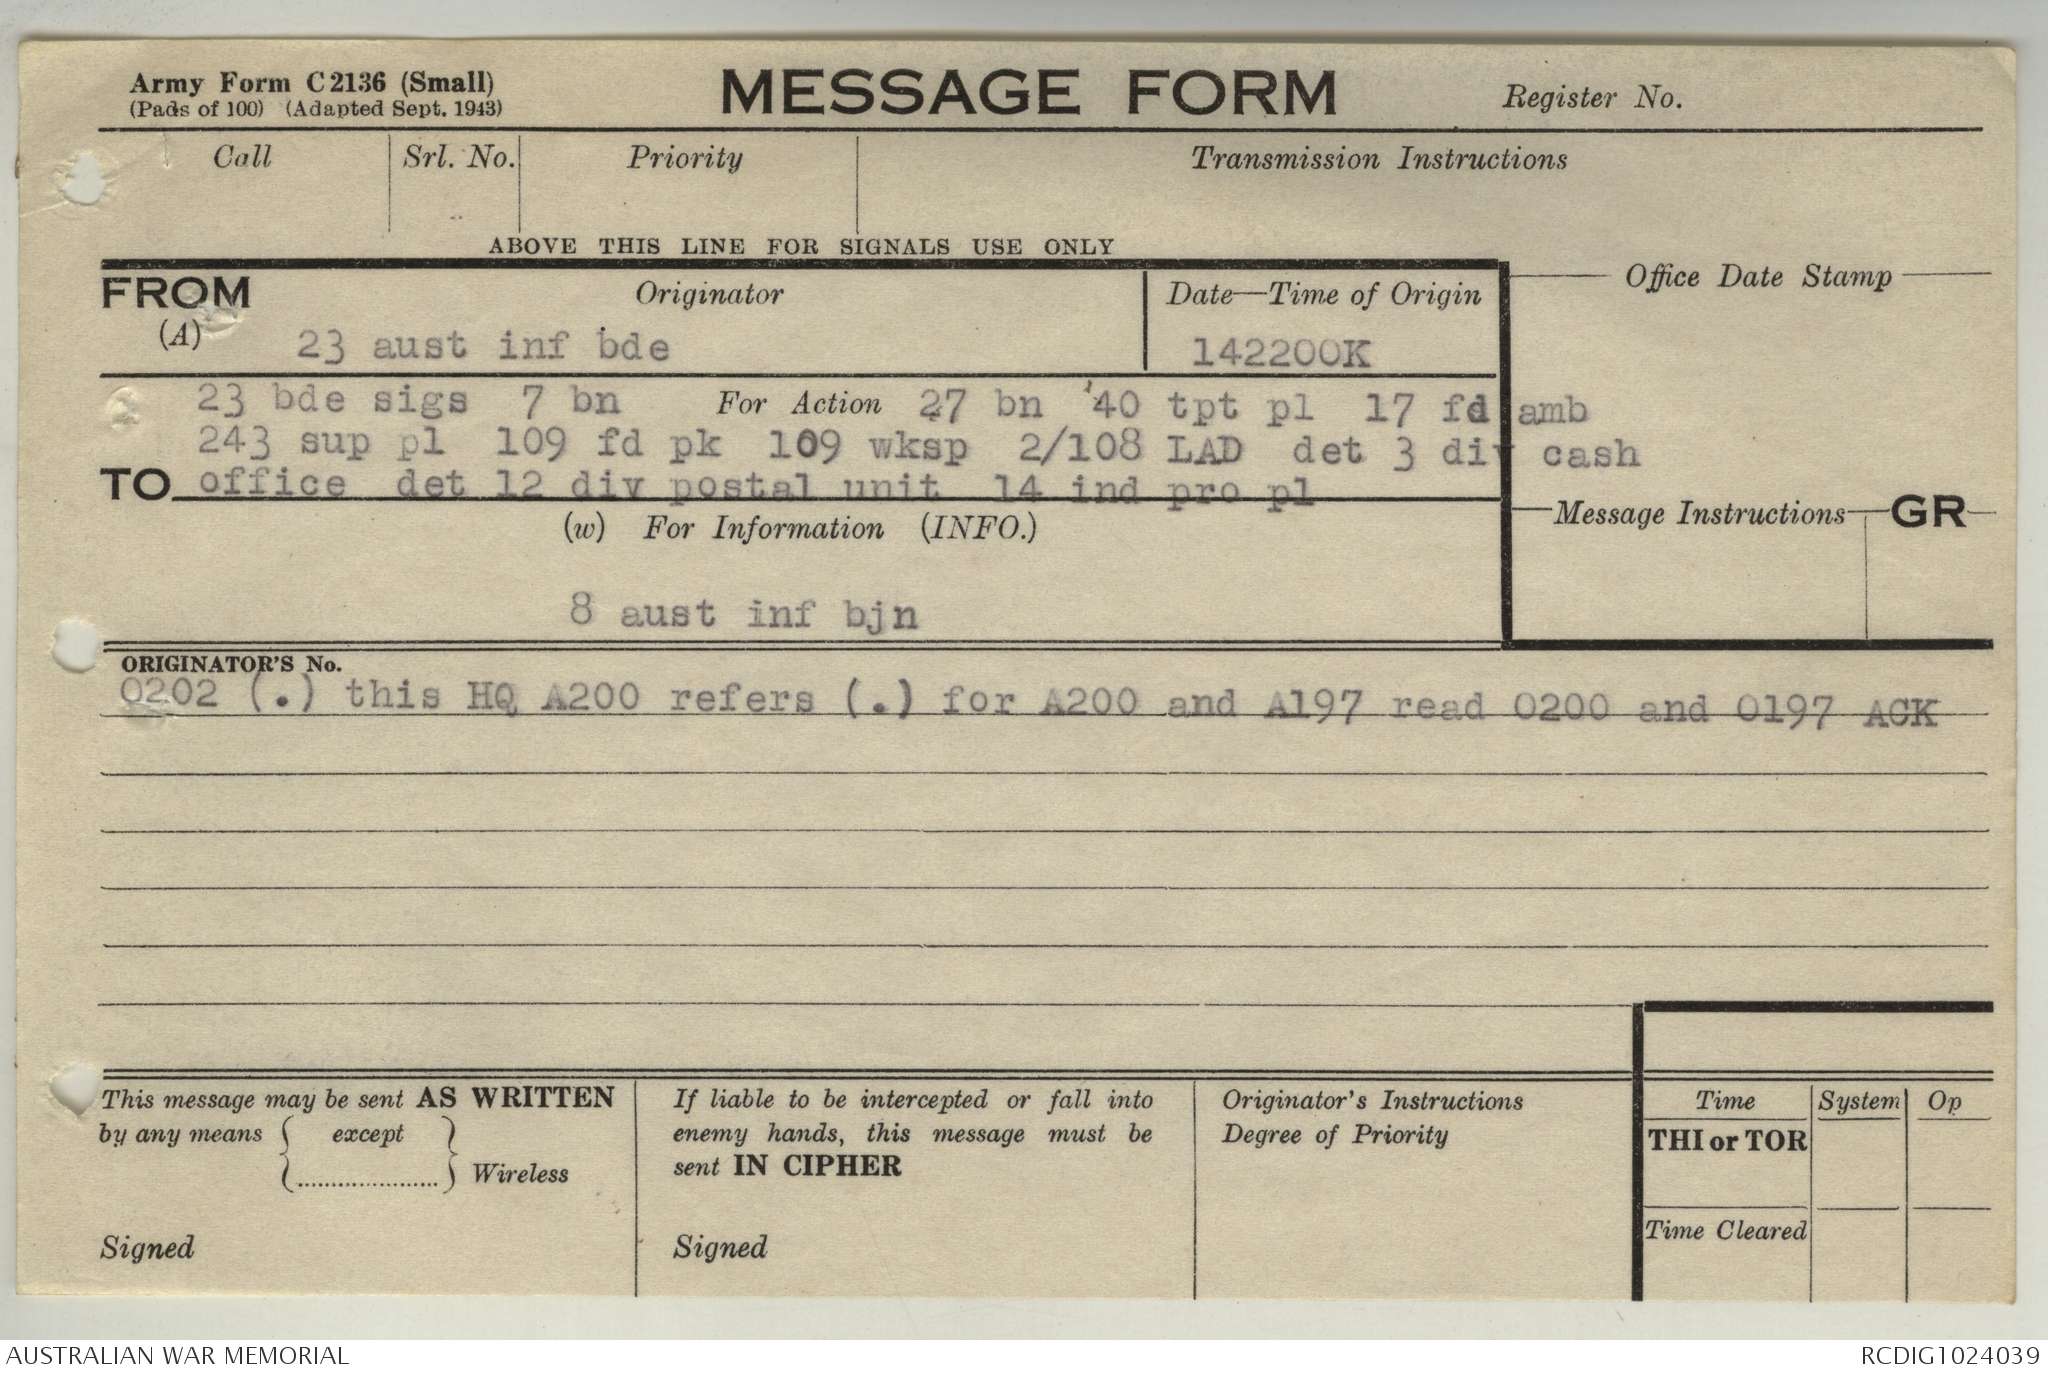 Army Form C 2136 (Small)
(Pads of 100) (Adapted Sept. 1943)
MESSAGE FORM
Register No.
Call
Srl. No.
Priority
Transmission Instructions
ABOVE THIS LINE FOR SIGNALS USE ONLY
FROM
(A)
Originator
23 aust inf bde
Date—Time of Origin
142200K
Office Date Stamp
For Action
23 bde sigs 7 bn 27 bn '40 tpt pl 17 fd amb
243 sup pl 109 fd pk 109 wksp 2/108 LAD det 3 div cash
TO office det 12 div postal unit 14 ind pro pl
(w) For Information (INFO.)
Message Instructions GR
8 aust inf bjn
ORIGINATOR'S No.
O202 (.) this HQ A200 refers (.) for A200 and A197 read O200 and O197 ACK
This message may be sent AS WRITTEN
by any means { except }
{ ..................... } Wireless
Signed
If liable to be intercepted or fall into
enemy hands, this message must be
sent IN CIPHER
Signed
Originator's Instructions
Degree of Priority
Time
System
Op
THI or TOR
Time Cleared
AUSTRALIAN WAR MEMORIAL
RCDIG1024039